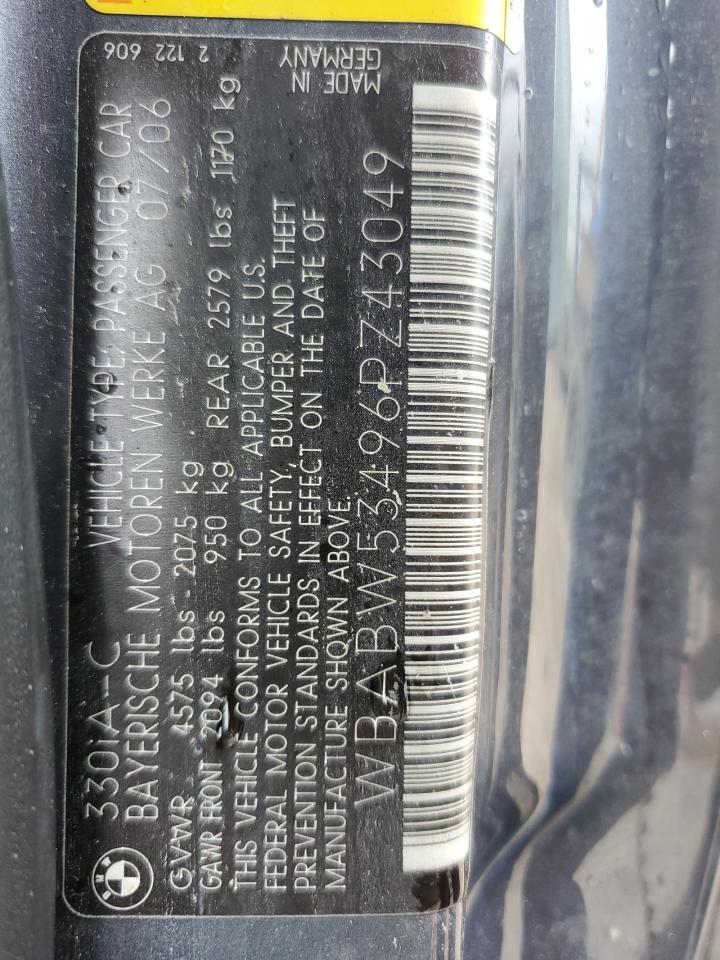 330iA-C VEHICLE TYPE: PASSENGER CAR 2 122 606
BAYERISCHE MOTOREN WERKE AG 07/06
GVWR 4575 lbs - 2075 kg
GAWR FRONT 2094 lbs 950 kg REAR 2579 lbs 1170 kg
THIS VEHICLE CONFORMS TO ALL APPLICABLE U.S.
FEDERAL MOTOR VEHICLE SAFETY, BUMPER AND THEFT
PREVENTION STANDARDS IN EFFECT ON THE DATE OF
MANUFACTURE SHOWN ABOVE.
MADE IN
GERMANY
WBABW53496PZ43049
BMW